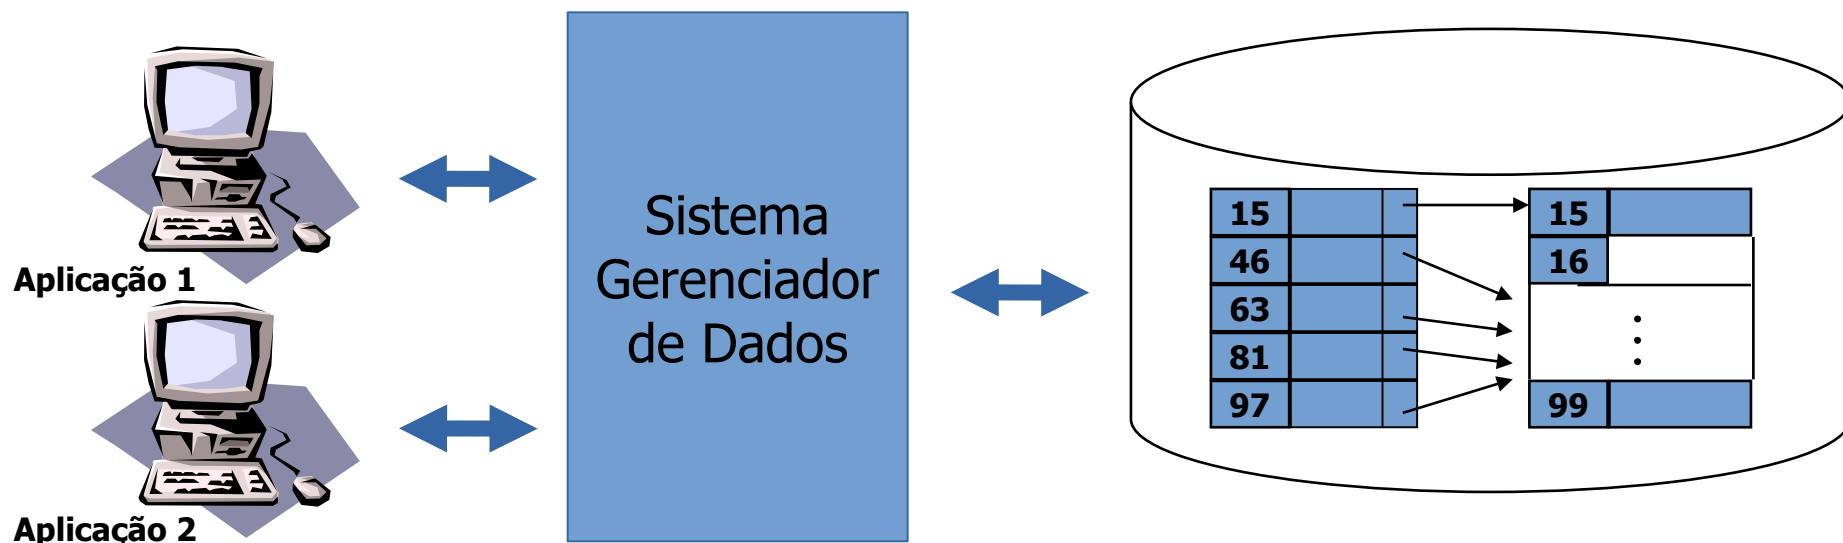 Aplicação 1
Aplicação 2
Sistema
Gerenciador
de Dados
15
46
63
81
97
15
16
99